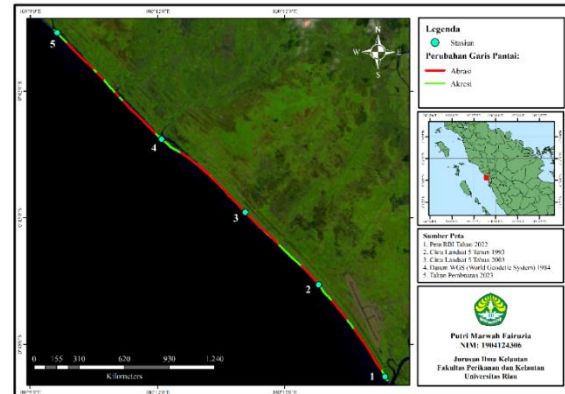 Legenda
Stasiun
Perubahan Garis Pantai:
Abrasi
Akresi
N
W
E
S
5
4
3
2
1
0 155 310 620 930 1.240
Kilometers
Sumber Peta
1. Peta RBI Tahun 2022
2. Citra Landsat 5 Tahun 1993
3. Citra Landsat 5 Tahun 2003
4. Datum WGS (World Geodetic System) 1984
5. Tahun Pembuatan 2023
Putri Marwah Fairuzia
NIM: 1904124306
Jurusan Ilmu Kelautan
Fakultas Perikanan dan Kelautan
Universitas Riau